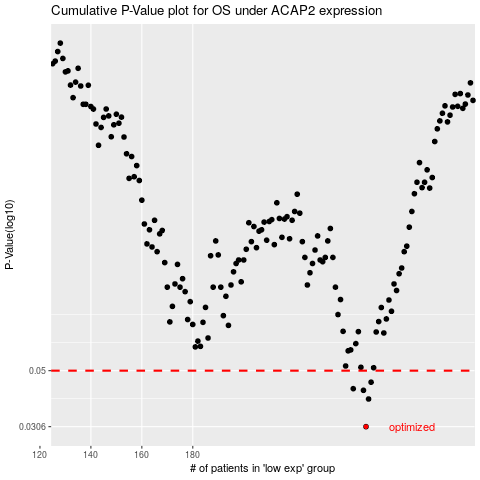 Cumulative P-Value plot for OS under ACAP2 expression
P-Value(log10)
0.05
0.0306
optimized
120 140 160 180
# of patients in 'low exp' group